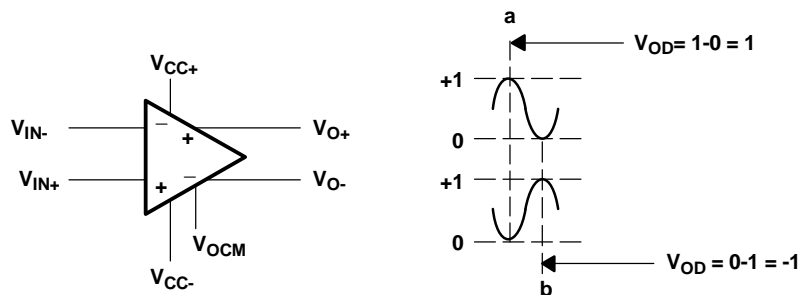 a
V_OD= 1-0 = 1
V_CC+
+1
V_IN-
–
+
V_O+
0
V_IN+
+
–
V_O-
+1
V_OCM
0
V_CC-
V_OD = 0-1 = -1
b